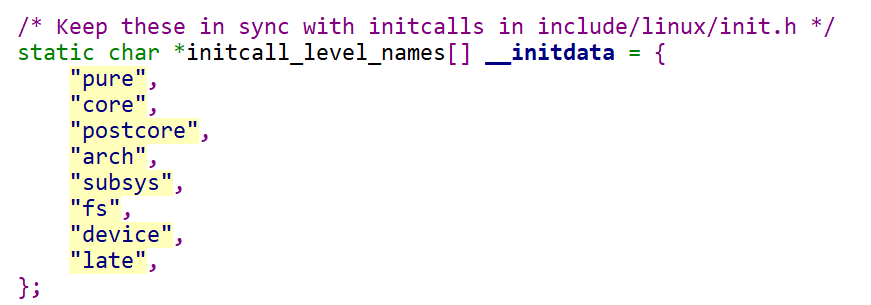 /* Keep these in sync with initcalls in include/linux/init.h */
static char *initcall_level_names[] __initdata = {
    "pure",
    "core",
    "postcore",
    "arch",
    "subsys",
    "fs",
    "device",
    "late",
};